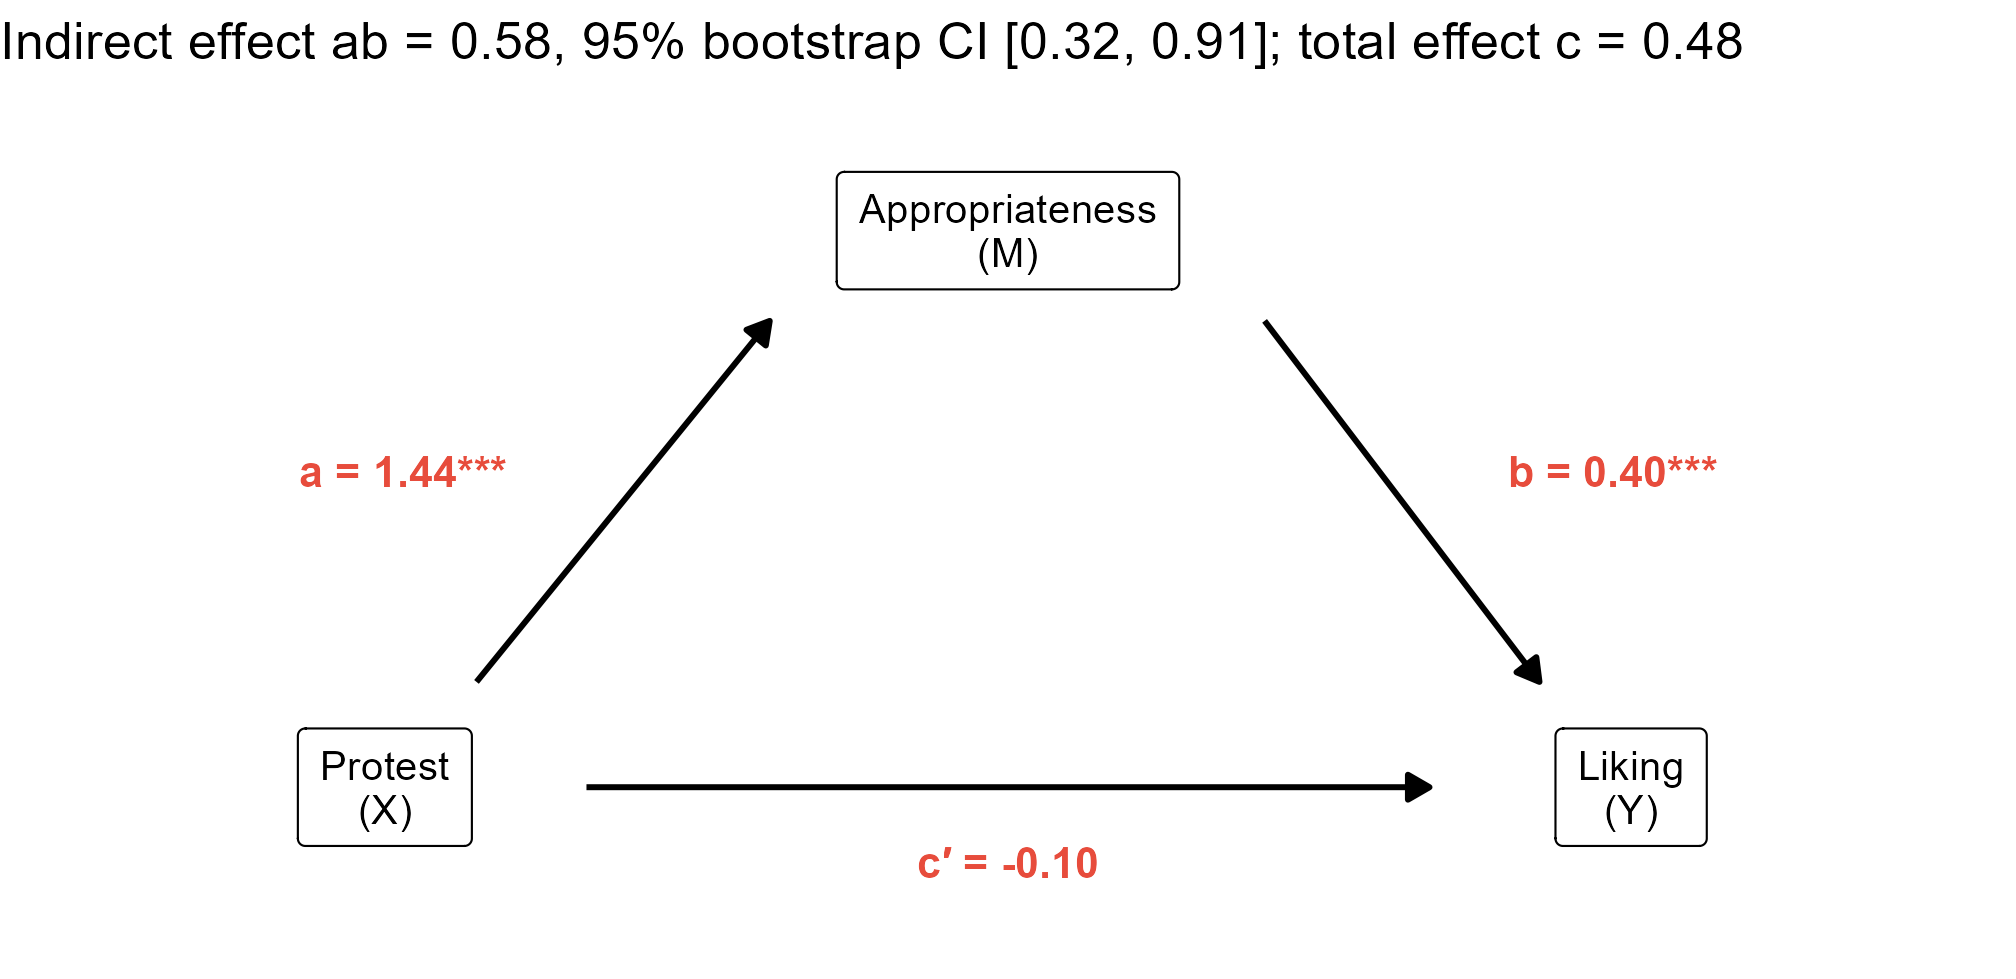 Indirect effect ab = 0.58, 95% bootstrap CI [0.32, 0.91]; total effect c = 0.48
Appropriateness
(M)
a = 1.44***
b = 0.40***
Protest
(X)
Liking
(Y)
c′ = -0.10